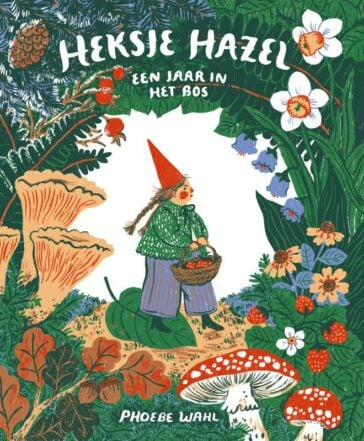 HEKSJE HAZEL
EEN JAAR IN
HET BOS
PHOEBE WAHL